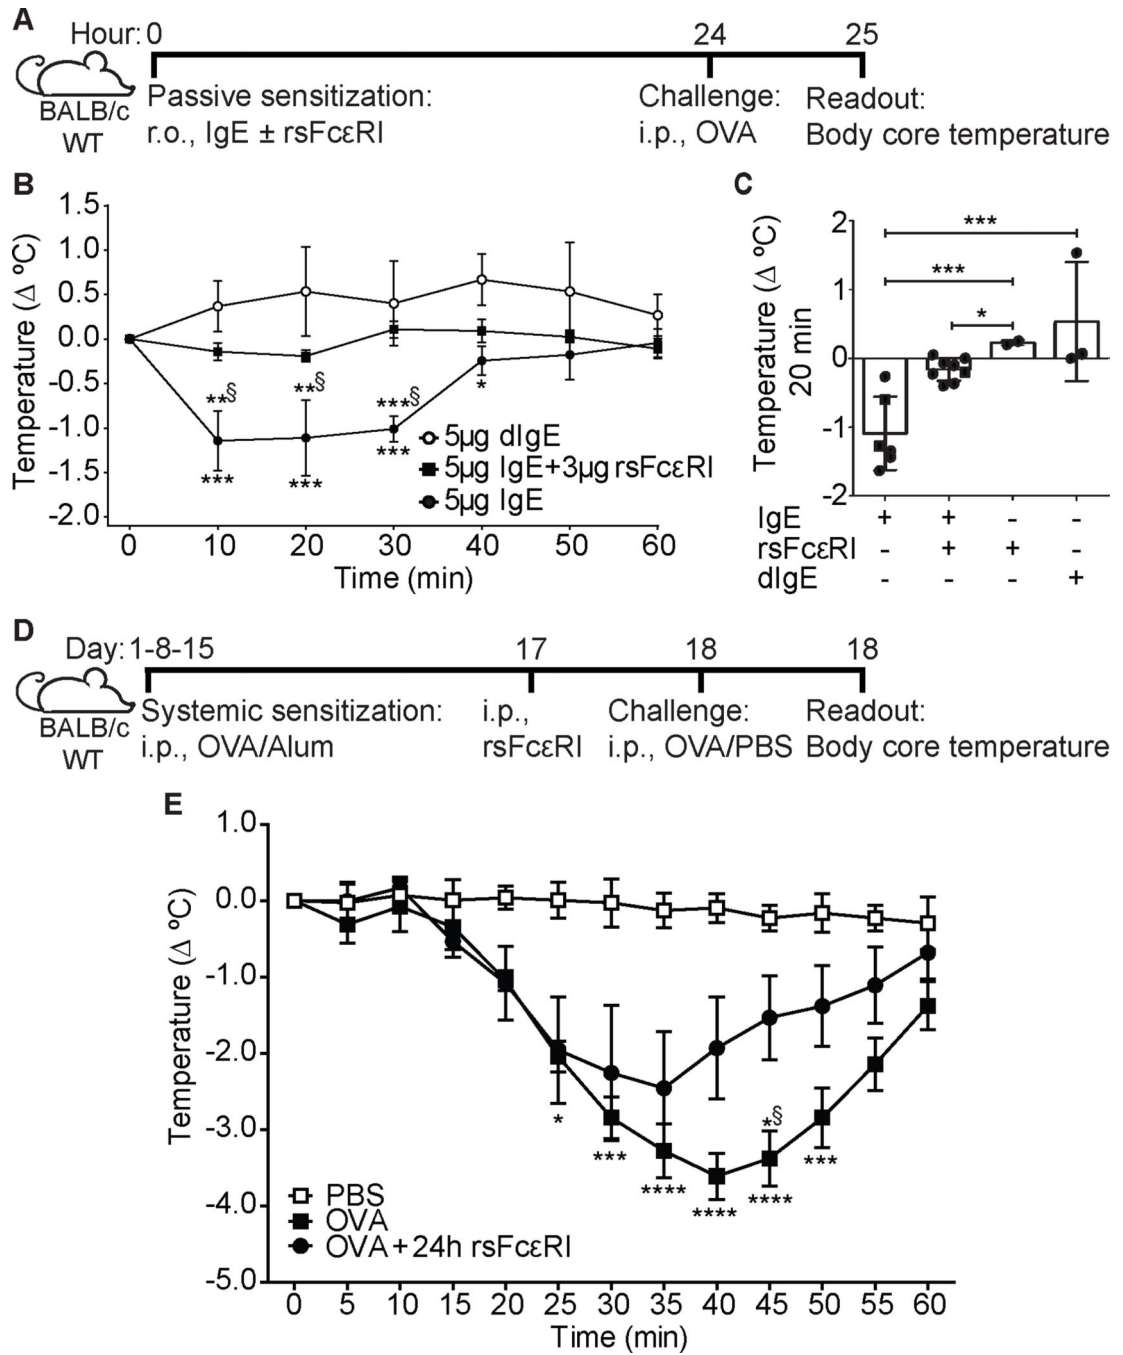 A
Hour: 0 24 25
BALB/c
WT
Passive sensitization:
r.o., IgE ± rsFcεRI
Challenge:
i.p., OVA
Readout:
Body core temperature
B
Temperature (Δ ºC)
1.5
1.0
0.5
0.0
-0.5
-1.0
-1.5
-2.0
**§ **§ ***§ *
*** *** ***
5µg dIgE
5µg IgE+3µg rsFcεRI
5µg IgE
0 10 20 30 40 50 60
Time (min)
C
Temperature (Δ ºC)
20 min
2
1
0
-1
-2
***
***
*
IgE + + - -
rsFcεRI - + + -
dIgE - - - +
D
Day: 1-8-15 17 18 18
BALB/c
WT
Systemic sensitization:
i.p., OVA/Alum
i.p.,
rsFcεRI
Challenge:
i.p., OVA/PBS
Readout:
Body core temperature
E
Temperature (Δ ºC)
1.0
0.0
-1.0
-2.0
-3.0
-4.0
-5.0
* *** **** **** *§ **** ***
PBS
OVA
OVA + 24h rsFcεRI
0 5 10 15 20 25 30 35 40 45 50 55 60
Time (min)